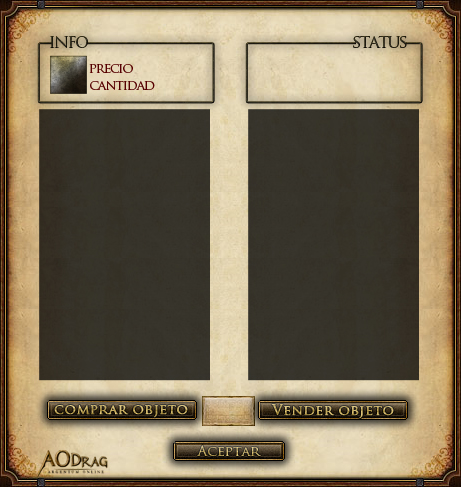 INFO
STATUS
PRECIO
CANTIDAD
COMPRAR OBJETO
VENDER OBJETO
ACEPTAR
AODRAG
ARGENTUM ONLINE